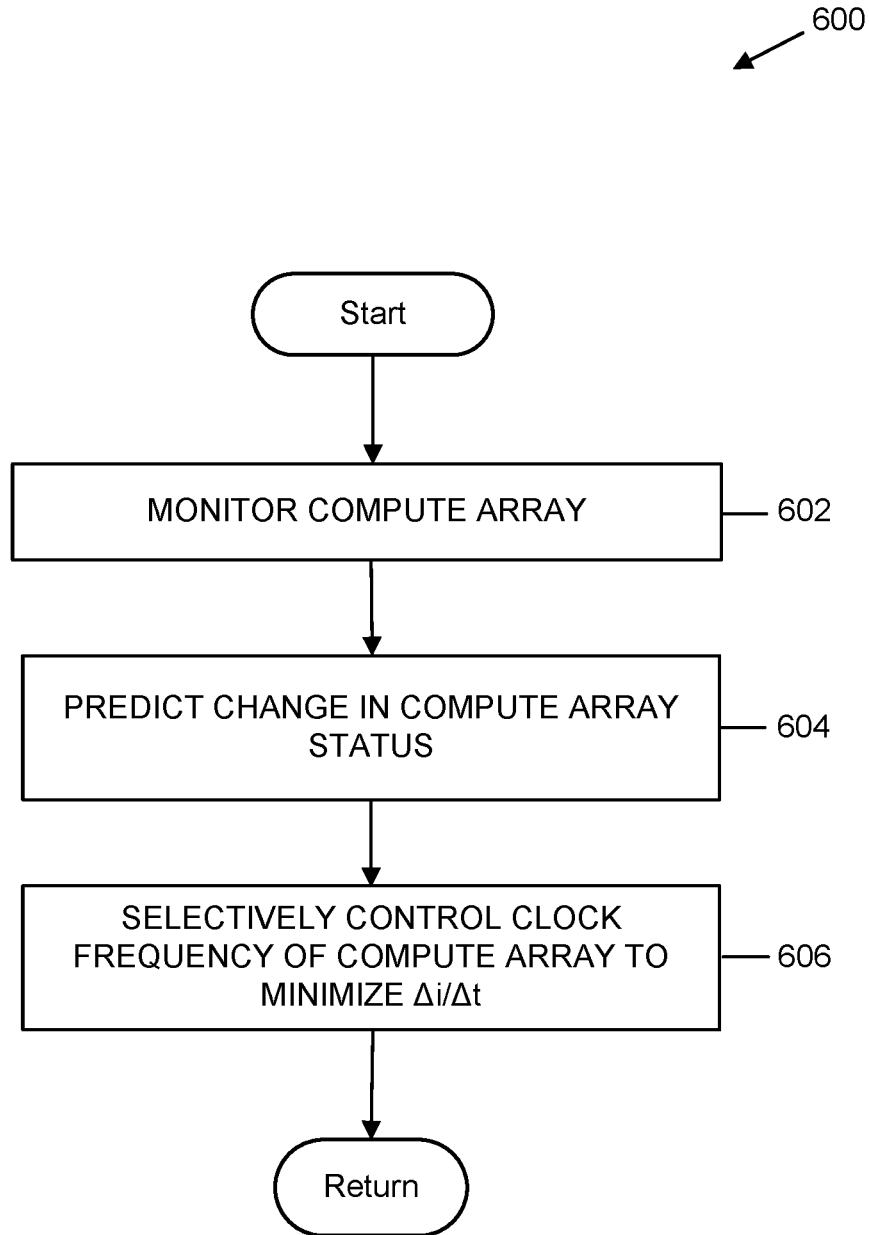 600
Start
MONITOR COMPUTE ARRAY
602
PREDICT CHANGE IN COMPUTE ARRAY
STATUS
604
SELECTIVELY CONTROL CLOCK
FREQUENCY OF COMPUTE ARRAY TO
MINIMIZE Δi/Δt
606
Return